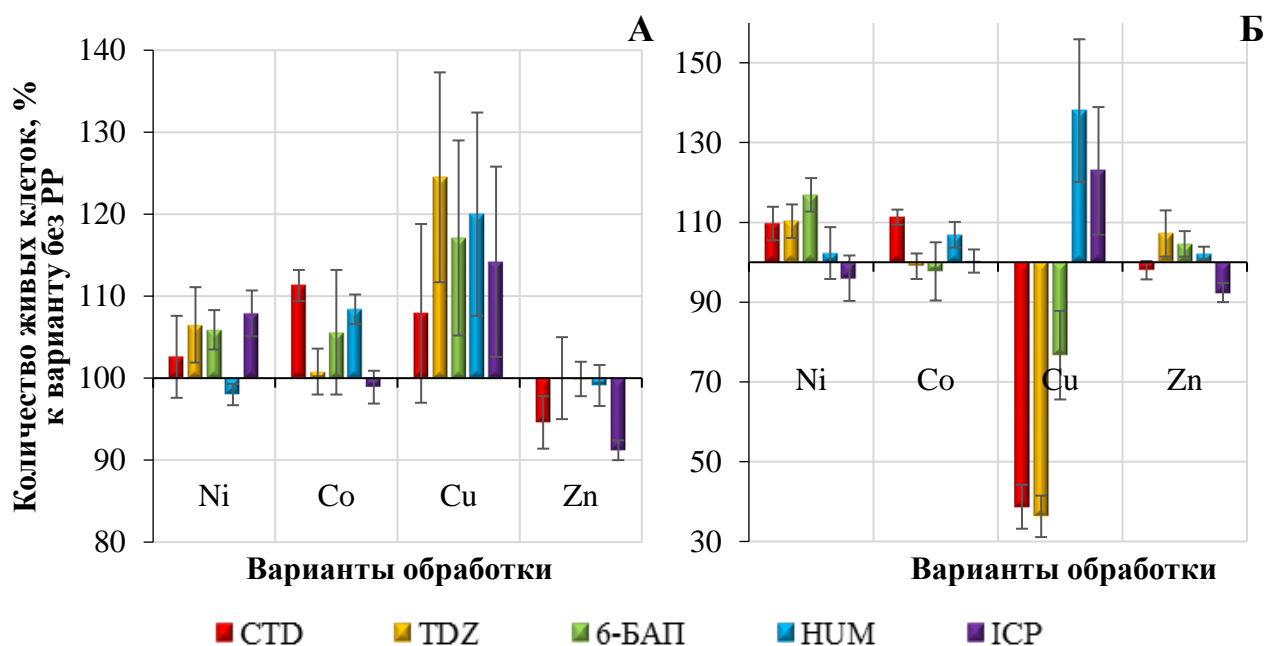 А
Б
Количество живых клеток, %
к варианту без РР
140
130
120
110
100
90
80
Ni
Co
Cu
Zn
Варианты обработки
150
130
110
90
70
50
30
Ni
Co
Cu
Zn
Варианты обработки
CTD
TDZ
6-БАП
HUM
ICP